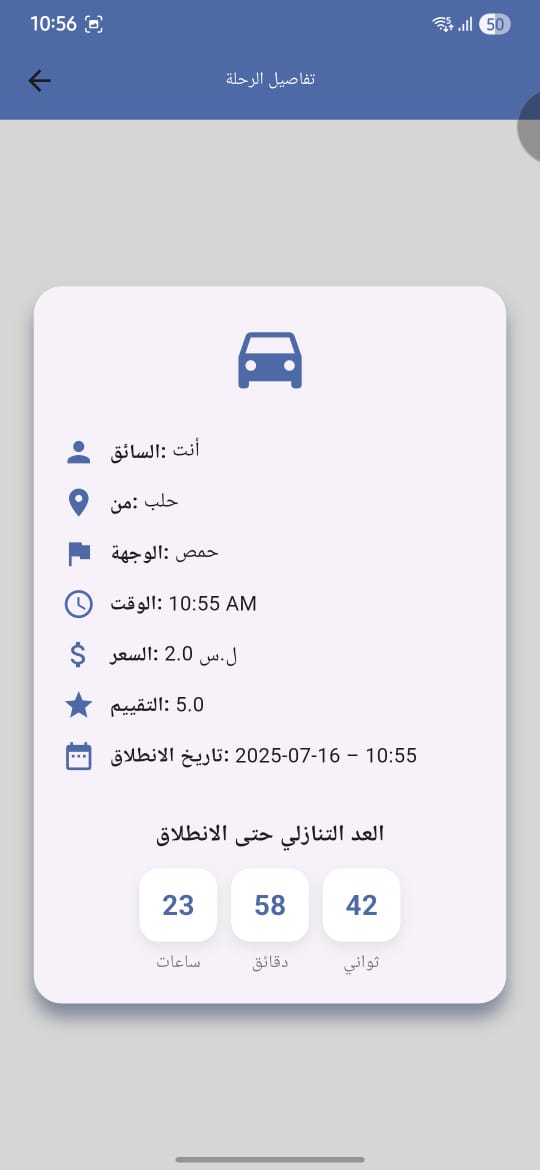 10:56
50
تفاصيل الرحلة
السائق: أنت
من: حلب
الوجهة: حمص
الوقت: 10:55 AM
السعر: 2.0 ل.س
التقييم: 5.0
تاريخ الانطلاق: 2025-07-16 – 10:55
العد التنازلي حتى الانطلاق
23 58 42
ساعات دقائق ثواني